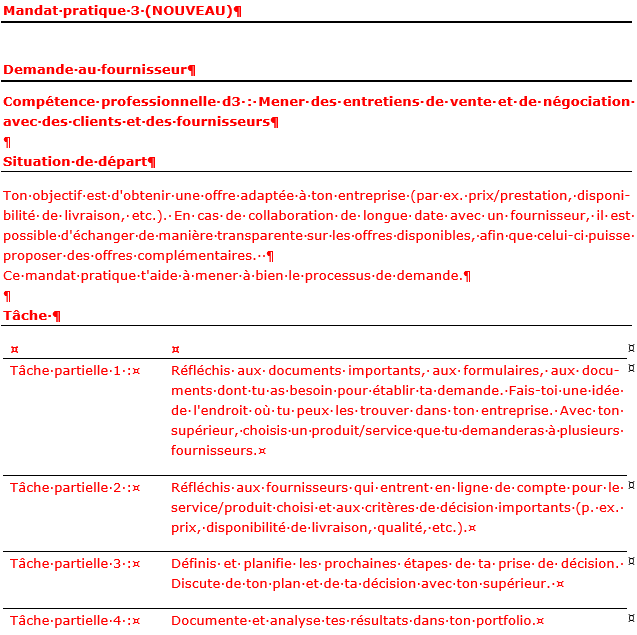 Mandat pratique 3 (NOUVEAU)¶
Demande au fournisseur¶
Compétence professionnelle d3 : Mener des entretiens de vente et de négociation
avec des clients et des fournisseurs¶
¶
Situation de départ¶
Ton objectif est d'obtenir une offre adaptée à ton entreprise (par ex. prix/prestation, disponi-
bilité de livraison, etc.). En cas de collaboration de longue date avec un fournisseur, il est
possible d'échanger de manière transparente sur les offres disponibles, afin que celui-ci puisse
proposer des offres complémentaires. ¶
Ce mandat pratique t'aide à mener à bien le processus de demande.¶
¶
Tâche ¶
¤ ¤ ¤
Tâche partielle 1 :¤ Réfléchis aux documents importants, aux formulaires, aux docu- ¤
ments dont tu as besoin pour établir ta demande. Fais-toi une idée
de l'endroit où tu peux les trouver dans ton entreprise. Avec ton
supérieur, choisis un produit/service que tu demanderas à plusieurs
fournisseurs.¤
Tâche partielle 2 :¤ Réfléchis aux fournisseurs qui entrent en ligne de compte pour le ¤
service/produit choisi et aux critères de décision importants (p. ex.
prix, disponibilité de livraison, qualité, etc.).¤
Tâche partielle 3 :¤ Définis et planifie les prochaines étapes de ta prise de décision. ¤
Discute de ton plan et de ta décision avec ton supérieur. ¤
Tâche partielle 4 :¤ Documente et analyse tes résultats dans ton portfolio.¤ ¤